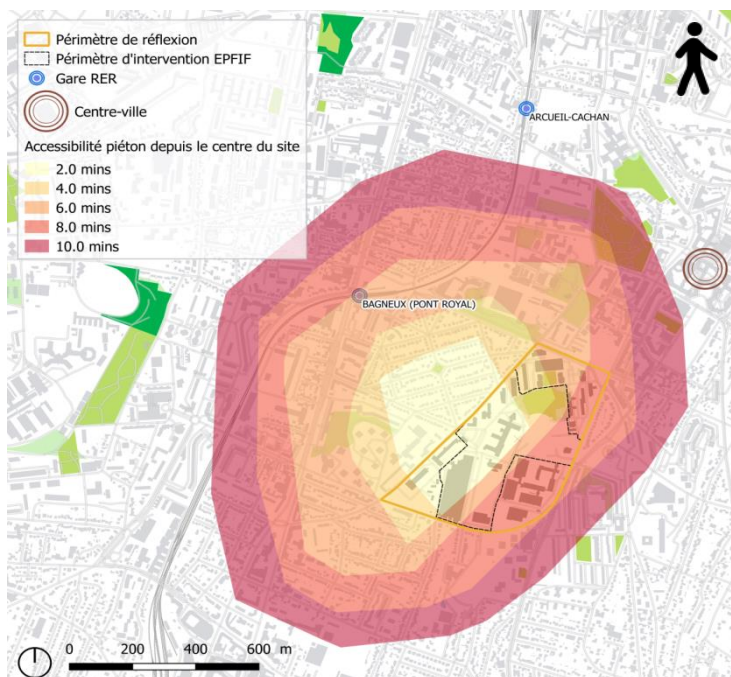 Périmètre de réflexion
Périmètre d'intervention EPFIF
Gare RER
Centre-ville
Accessibilité piéton depuis le centre du site
2.0 mins
4.0 mins
6.0 mins
8.0 mins
10.0 mins
ARCUEIL-CACHAN
BAGNEUX (PONT ROYAL)
0 200 400 600 m